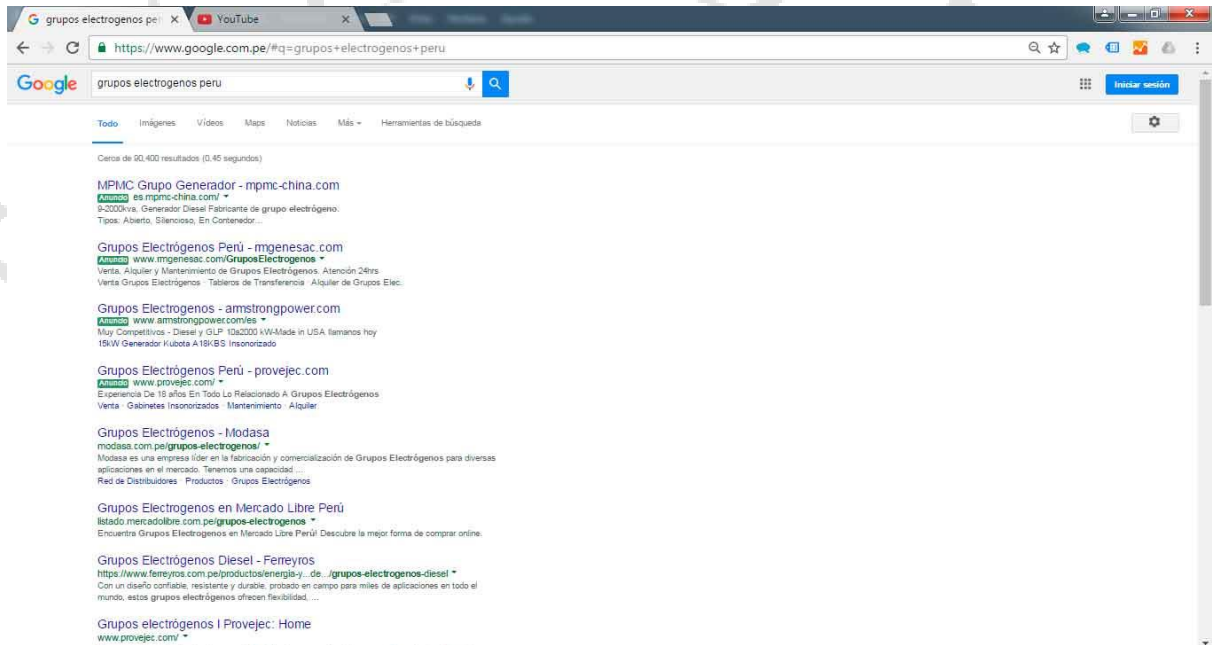 grupos electrogenos per
YouTube
https://www.google.com.pe/#q=grupos+electrogenos+peru
Google
grupos electrogenos peru
Iniciar sesión
Todo Imágenes Vídeos Maps Noticias Más Herramientas de búsqueda
Cerca de 90,400 resultados (0,45 segundos)
MPMC Grupo Generador - mpmc-china.com
Anuncio es.mpmc-china.com/
9-2000kva, Generador Diesel Fabricante de grupo electrógeno.
Tipos: Abierto, Silencioso, En Contenedor...
Grupos Electrógenos Perú - rmgenesac.com
Anuncio www.rmgenesac.com/GruposElectrogenos
Venta, Alquiler y Mantenimiento de Grupos Electrógenos. Atención 24hrs
Venta Grupos Electrógenos · Tableros de Transferencia · Alquiler de Grupos Elec.
Grupos Electrogenos - armstrongpower.com
Anuncio www.armstrongpower.com/es
Muy Competitivos - Diesel y GLP 10a2000 kW-Made in USA llamanos hoy
15kW Generador Kubota A18KBS Insonorizado
Grupos Electrógenos Perú - provejec.com
Anuncio www.provejec.com/
Experiencia De 18 años En Todo Lo Relacionado A Grupos Electrógenos
Venta · Gabinetes Insonorizados · Mantenimiento · Alquiler
Grupos Electrógenos - Modasa
modasa.com.pe/grupos-electrogenos/
Modasa es una empresa líder en la fabricación y comercialización de Grupos Electrógenos para diversas
aplicaciones en el mercado. Tenemos una capacidad ...
Red de Distribuidores · Productos · Grupos Electrógenos
Grupos Electrogenos en Mercado Libre Perú
listado.mercadolibre.com.pe/grupos-electrogenos
Encuentra Grupos Electrogenos en Mercado Libre Perú! Descubre la mejor forma de comprar online.
Grupos Electrógenos Diesel - Ferreyros
https://www.ferreyros.com.pe/productos/energia-y...de.../grupos-electrogenos-diesel
Con un diseño confiable, resistente y durable, probado en campo para miles de aplicaciones en todo el
mundo, estos grupos electrógenos ofrecen flexibilidad, ...
Grupos electrógenos I Provejec: Home
www.provejec.com/